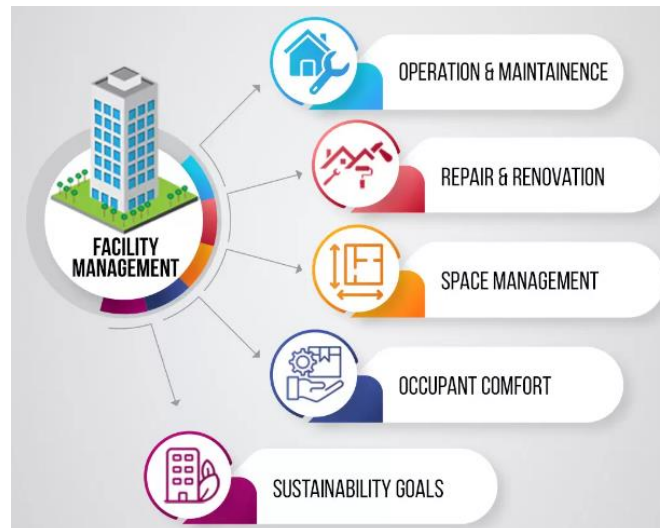 FACILITY
MANAGEMENT
OPERATION & MAINTAINENCE
REPAIR & RENOVATION
SPACE MANAGEMENT
OCCUPANT COMFORT
SUSTAINABILITY GOALS